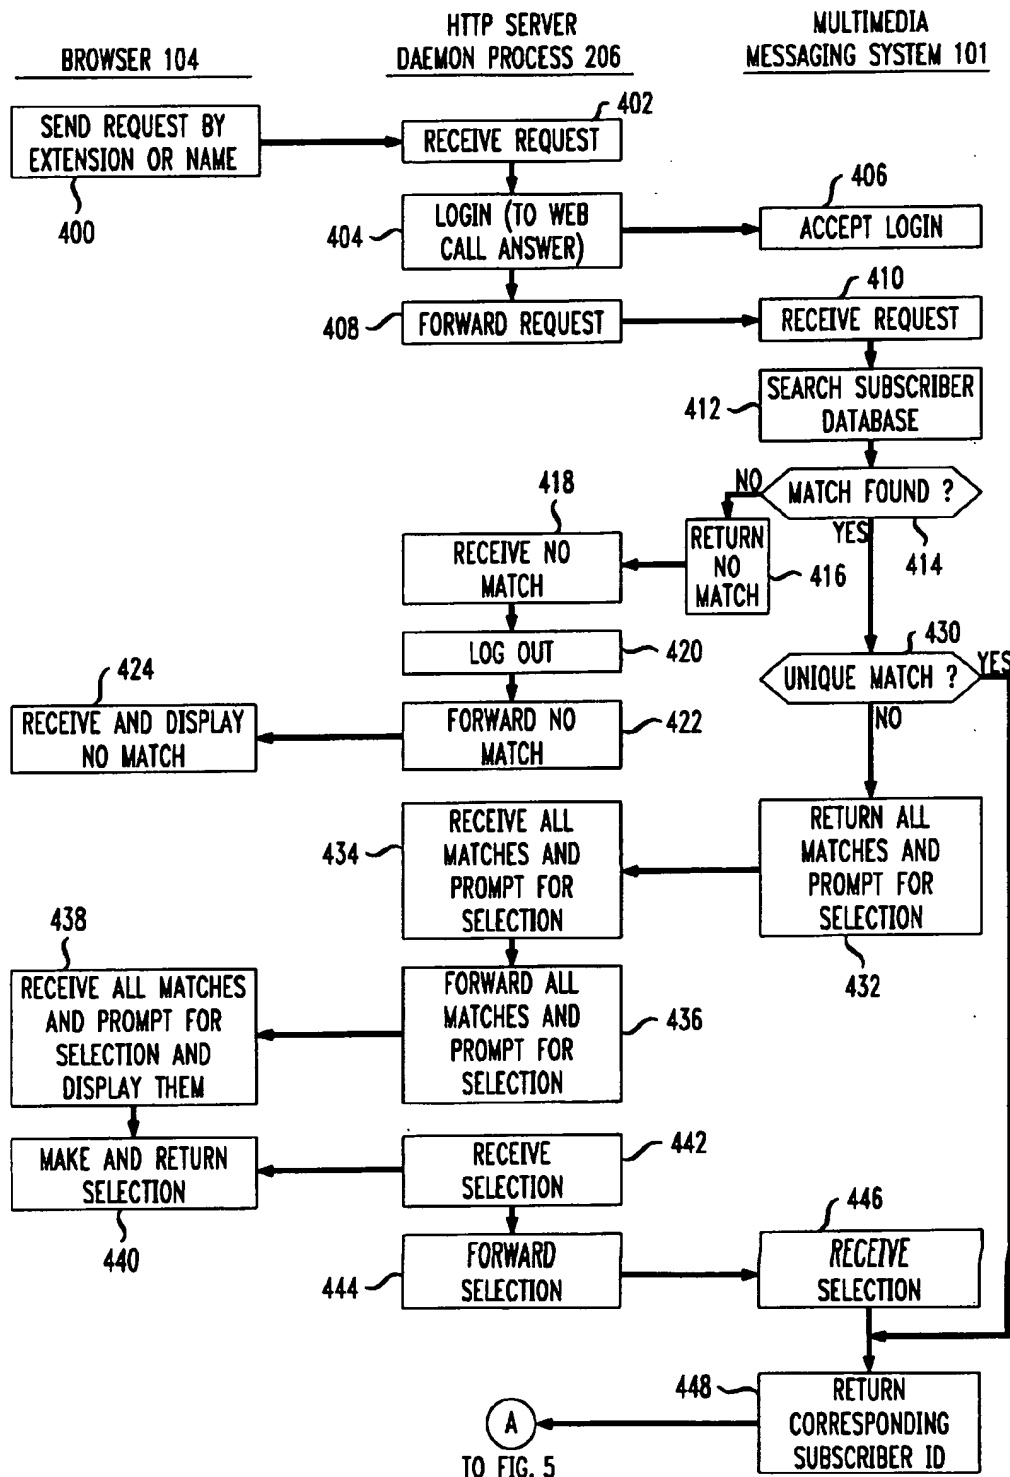 BROWSER 104
HTTP SERVER
DAEMON PROCESS 206
MULTIMEDIA
MESSAGING SYSTEM 101
SEND REQUEST BY
EXTENSION OR NAME
400
402
RECEIVE REQUEST
404
LOGIN (TO WEB
CALL ANSWER)
406
ACCEPT LOGIN
408
FORWARD REQUEST
410
RECEIVE REQUEST
412
SEARCH SUBSCRIBER
DATABASE
MATCH FOUND ?
NO
YES
414
RETURN
NO
MATCH
416
418
RECEIVE NO
MATCH
LOG OUT
420
FORWARD NO
MATCH
422
424
RECEIVE AND DISPLAY
NO MATCH
430
UNIQUE MATCH ?
YES
NO
RETURN ALL
MATCHES AND
PROMPT FOR
SELECTION
432
434
RECEIVE ALL
MATCHES AND
PROMPT FOR
SELECTION
FORWARD ALL
MATCHES AND
PROMPT FOR
SELECTION
436
438
RECEIVE ALL MATCHES
AND PROMPT FOR
SELECTION AND
DISPLAY THEM
MAKE AND RETURN
SELECTION
440
RECEIVE
SELECTION
442
444
FORWARD
SELECTION
446
RECEIVE
SELECTION
448
RETURN
CORRESPONDING
SUBSCRIBER ID
A
TO FIG. 5